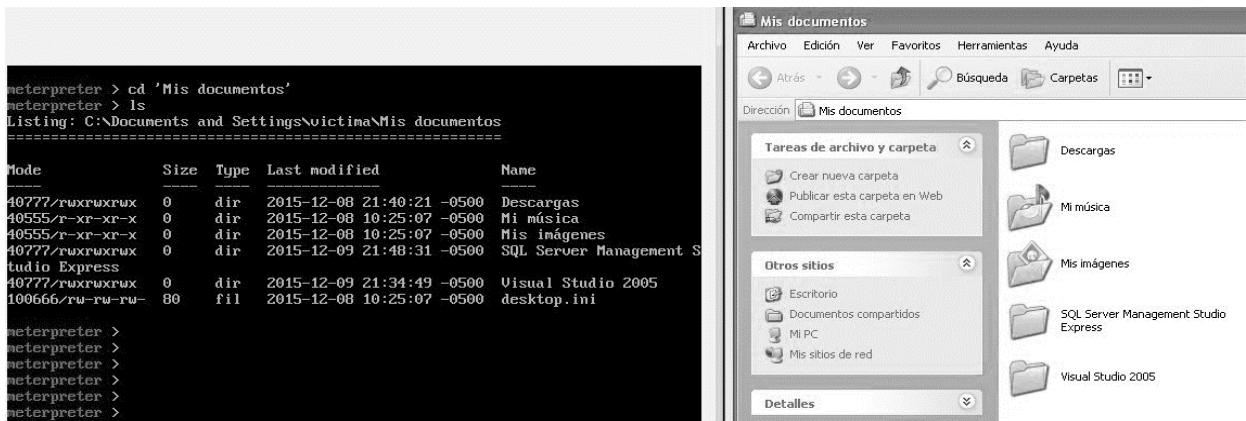 meterpreter > cd 'Mis documentos'
meterpreter > ls
Listing: C:\Documents and Settings\victima\Mis documentos
=========================================================
Mode Size Type Last modified Name
---- ---- ---- ------------- ----
40777/rwxrwxrwx 0 dir 2015-12-08 21:40:21 -0500 Descargas
40555/r-xr-xr-x 0 dir 2015-12-08 10:25:07 -0500 Mi música
40555/r-xr-xr-x 0 dir 2015-12-08 10:25:07 -0500 Mis imágenes
40777/rwxrwxrwx 0 dir 2015-12-09 21:48:31 -0500 SQL Server Management S
tudio Express
40777/rwxrwxrwx 0 dir 2015-12-09 21:34:49 -0500 Visual Studio 2005
100666/rw-rw-rw- 80 fil 2015-12-08 10:25:07 -0500 desktop.ini
meterpreter >
meterpreter >
meterpreter >
meterpreter >
meterpreter >
meterpreter >
Mis documentos
Archivo Edición Ver Favoritos Herramientas Ayuda
Atrás Búsqueda Carpetas
Dirección Mis documentos
Tareas de archivo y carpeta
Crear nueva carpeta
Publicar esta carpeta en Web
Compartir esta carpeta
Otros sitios
Escritorio
Documentos compartidos
Mi PC
Mis sitios de red
Detalles
Descargas
Mi música
Mis imágenes
SQL Server Management Studio
Express
Visual Studio 2005